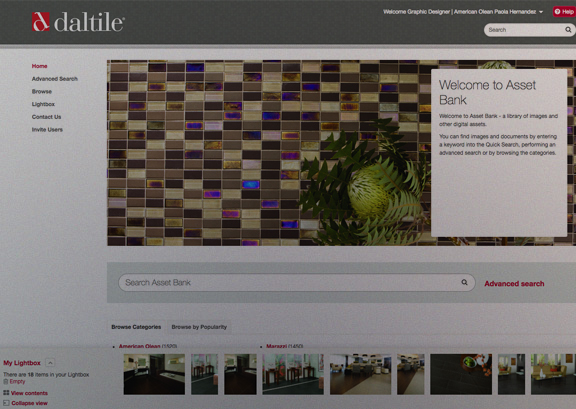 daltile®
Welcome Graphic Designer | American Olean Paola Hernandez
Help
Search
Home
Advanced Search
Browse
Lightbox
Contact Us
Invite Users
Welcome to Asset
Bank
Welcome to Asset Bank - a library of images and
other digital assets.
You can find images and documents by entering
a keyword into the Quick Search, performing an
advanced search or by browsing the categories.
Search Asset Bank
Advanced search
Browse Categories
Browse by Popularity
American Olean (1520)
Marazzi (1450)
My Lightbox
There are 18 items in your Lightbox
Empty
View contents
Collapse view